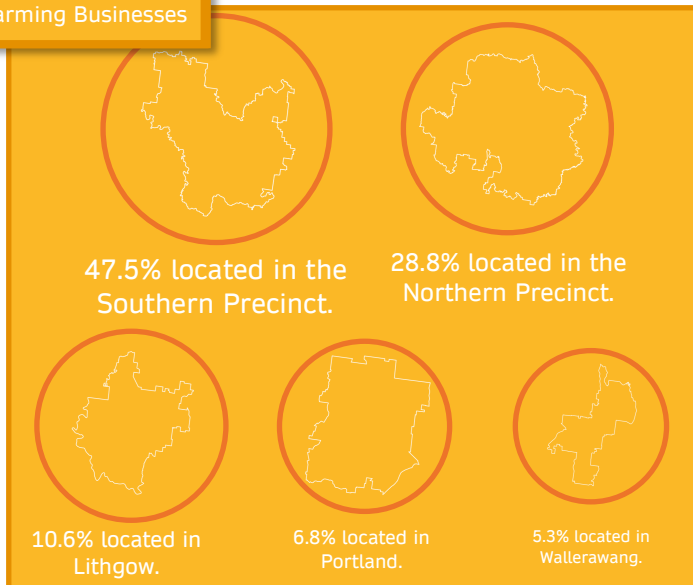 arming Businesses
47.5% located in the
Southern Precinct.
28.8% located in the
Northern Precinct.
10.6% located in
Lithgow.
6.8% located in
Portland.
5.3% located in
Wallerawang.